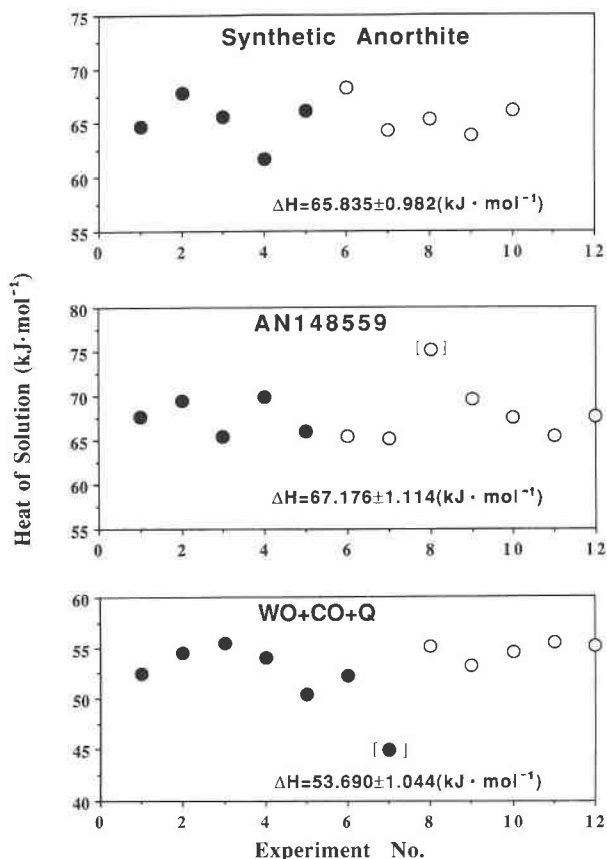 Heat of Solution (kJ·mol⁻¹)
75
70
65
60
55
Synthetic Anorthite
ΔH=65.835±0.982(kJ · mol⁻¹)
0 2 4 6 8 10 12
80
75
70
65
60
55
AN148559
[ ]
ΔH=67.176±1.114(kJ · mol⁻¹)
0 2 4 6 8 10 12
60
55
50
45
40
WO+CO+Q
[ ]
ΔH=53.690±1.044(kJ · mol⁻¹)
0 2 4 6 8 10 12
Experiment No.